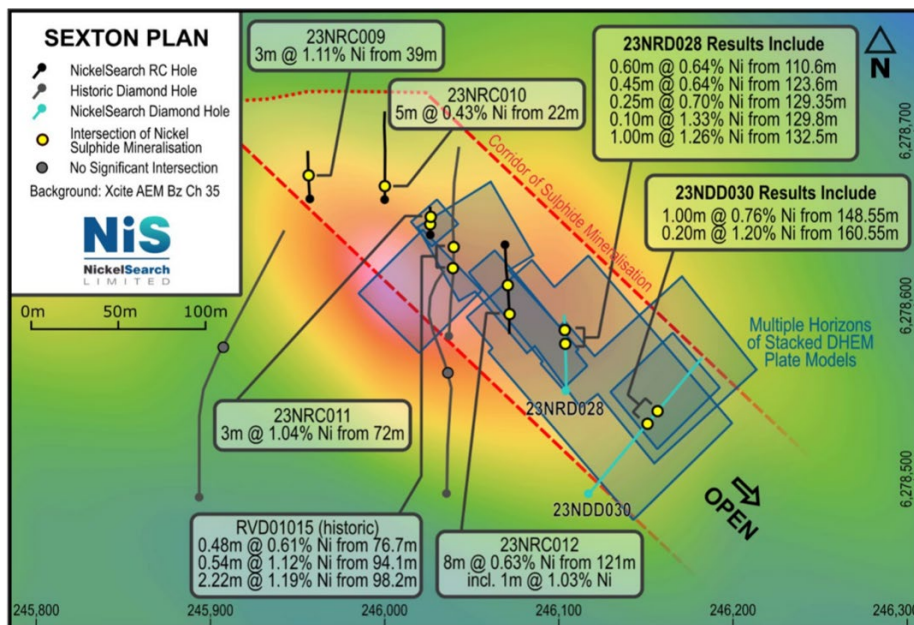 SEXTON PLAN
NickelSearch RC Hole
Historic Diamond Hole
NickelSearch Diamond Hole
Intersection of Nickel
Sulphide Mineralisation
No Significant Intersection
Background: Xcite AEM Bz Ch 35
NiS
NickelSearch
LIMITED
0m 50m 100m
23NRC009
3m @ 1.11% Ni from 39m
23NRC010
5m @ 0.43% Ni from 22m
23NRD028 Results Include
0.60m @ 0.64% Ni from 110.6m
0.45m @ 0.64% Ni from 123.6m
0.25m @ 0.70% Ni from 129.35m
0.10m @ 1.33% Ni from 129.8m
1.00m @ 1.26% Ni from 132.5m
N
6,278,700
Corridor of Sulphide Mineralisation
23NDD030 Results Include
1.00m @ 0.76% Ni from 148.55m
0.20m @ 1.20% Ni from 160.55m
6,278,600
Multiple Horizons
of Stacked DHEM
Plate Models
23NRD028
23NRC011
3m @ 1.04% Ni from 72m
6,278,500
23NDD030
OPEN
RVD01015 (historic)
0.48m @ 0.61% Ni from 76.7m
0.54m @ 1.12% Ni from 94.1m
2.22m @ 1.19% Ni from 98.2m
23NRC012
8m @ 0.63% Ni from 121m
incl. 1m @ 1.03% Ni
245,800 245,900 246,000 246,100 246,200 246,300